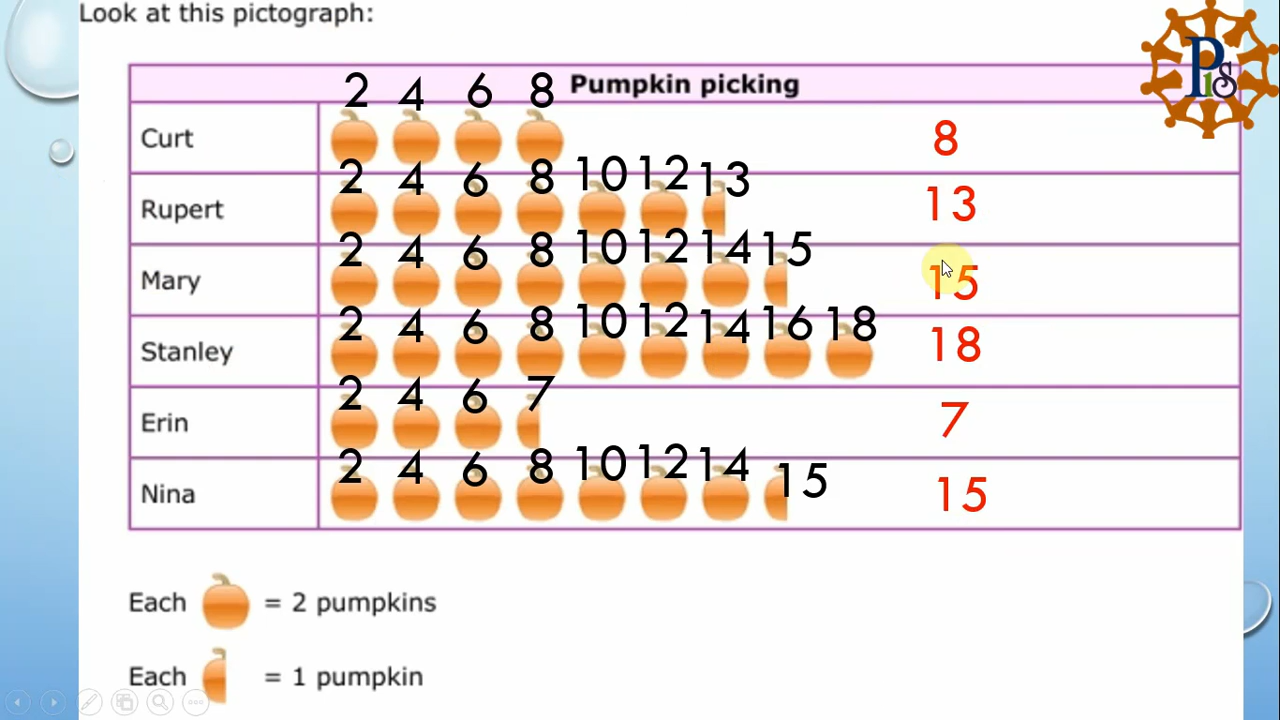 Look at this pictograph:
Pumpkin picking
2 4 6 8
Curt 8
2 4 6 8 10 12 13
Rupert 13
2 4 6 8 10 12 14 15
Mary 15
2 4 6 8 10 12 14 16 18
Stanley 18
2 4 6 7
Erin 7
2 4 6 8 10 12 14 15
Nina 15
Each = 2 pumpkins
Each = 1 pumpkin
P1S